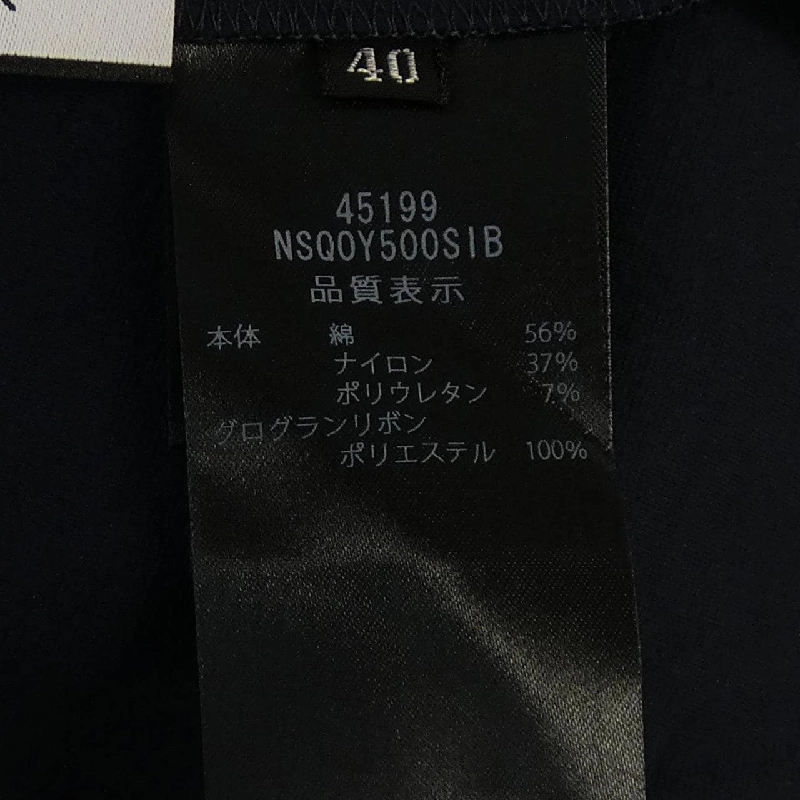 40
45199
NSQOY500SIB
品質表示
本体 綿 56%
ナイロン 37%
ポリウレタン 7%
グログランリボン
ポリエステル 100%